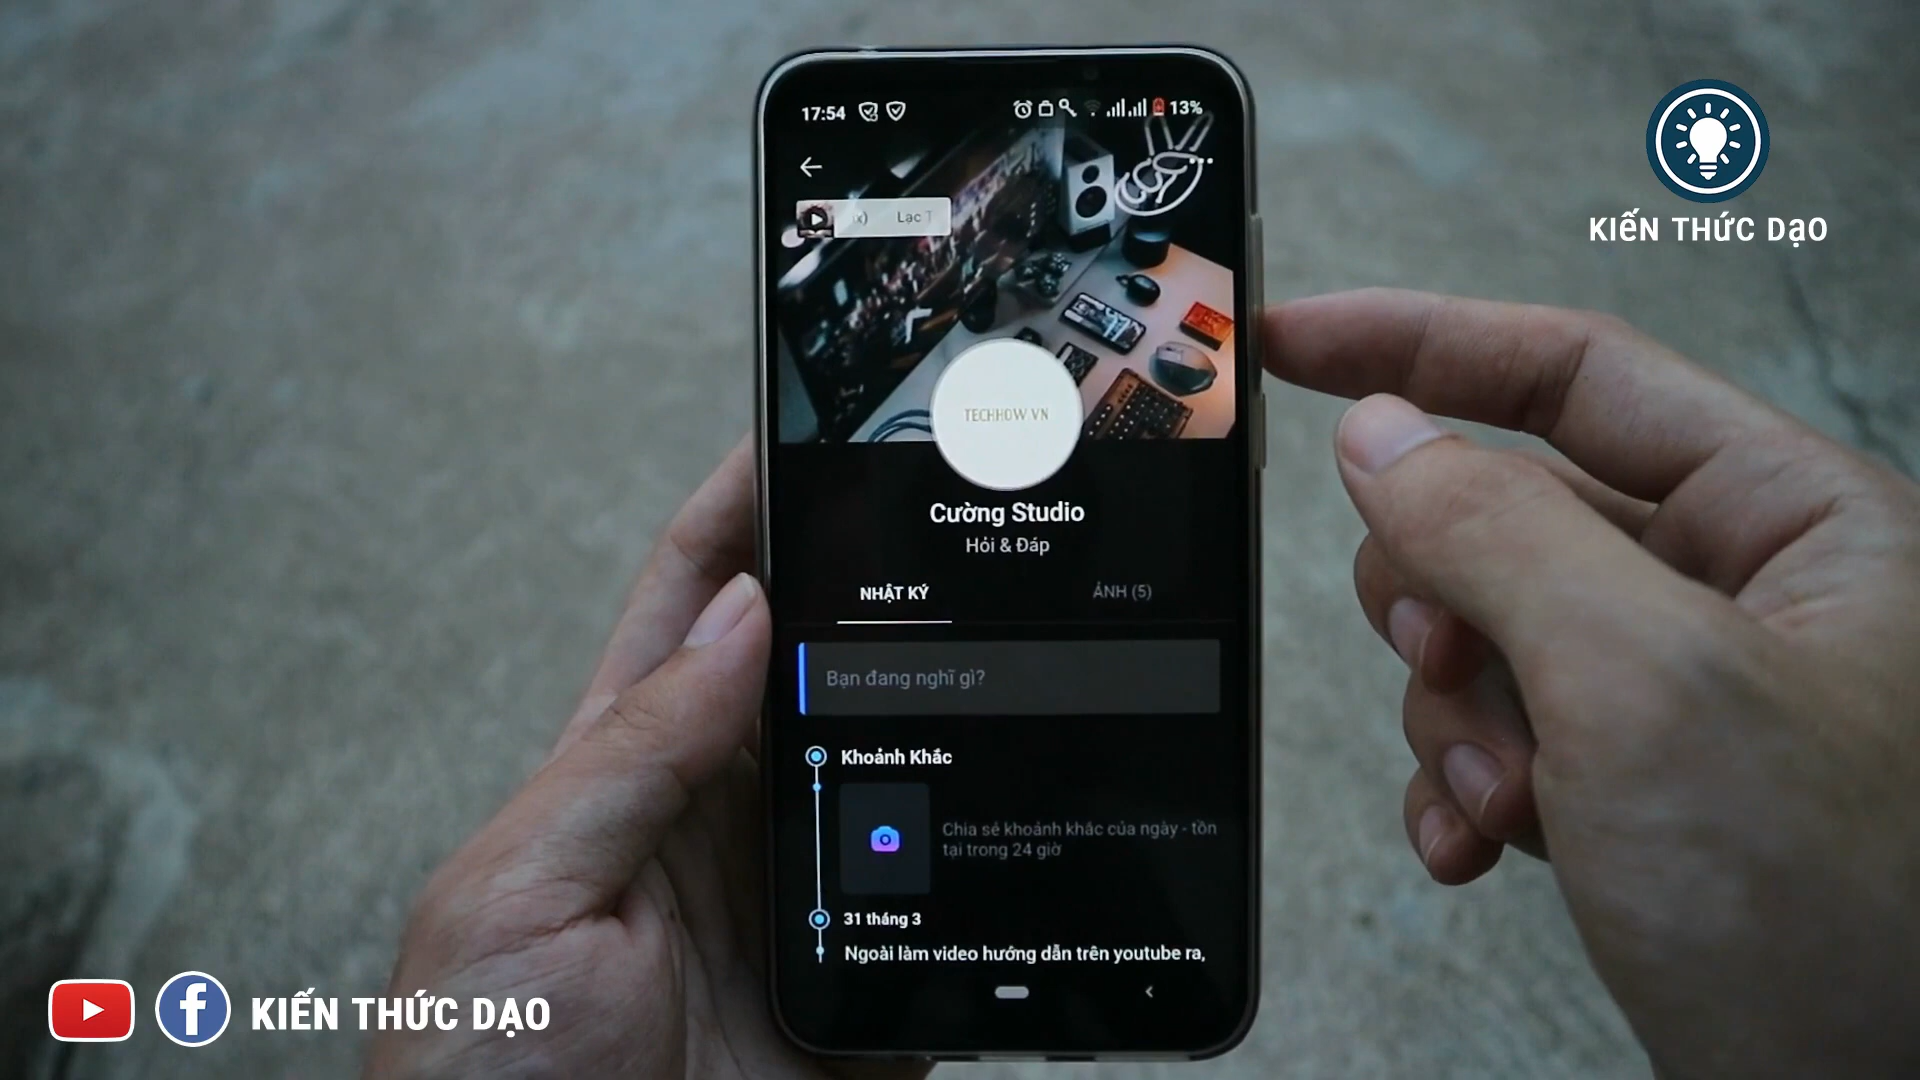 17:54
13%
KIẾN THỨC DẠO
Lạc T
TECHHOW.VN
Cường Studio
Hỏi & Đáp
NHẬT KÝ
ẢNH (5)
Bạn đang nghĩ gì?
Khoảnh Khắc
Chia sẻ khoảnh khắc của ngày - tồn
tại trong 24 giờ
31 tháng 3
Ngoài làm video hướng dẫn trên youtube ra,
KIẾN THỨC DẠO